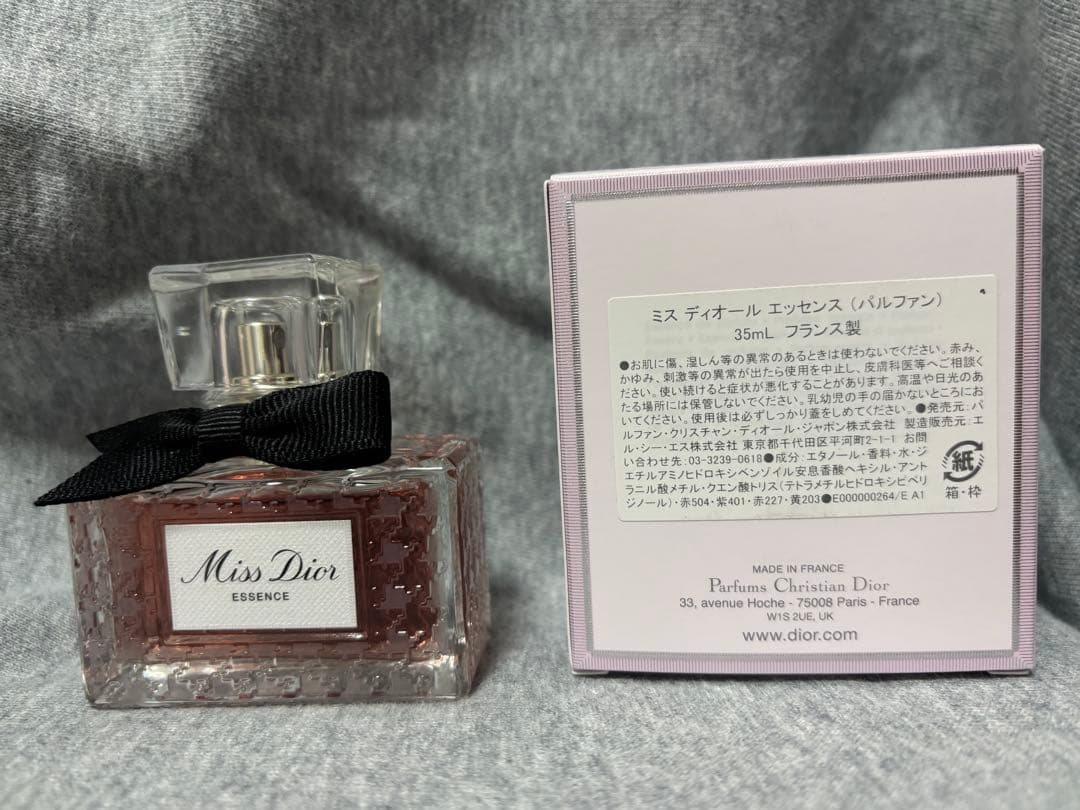 Miss Dior
ESSENCE
ミス ディオール エッセンス (パルファン)
35mL フランス製
●お肌に傷、湿しん等の異常のあるときは使わないでください。赤み、
かゆみ、刺激等の異常が出たら使用を中止し、皮膚科医等へご相談く
ださい。使い続けると症状が悪化することがあります。高温や日光のあ
たる場所には保管しないでください。乳幼児の手の届かないところにお
いてください。使用後は必ずしっかり蓋をしめてください。●発売元:パ
ルファン・クリスチャン・ディオール・ジャポン株式会社 製造販売元:エ
ル・シー・エス株式会社 東京都千代田区平河町2-1-1 お問
い合わせ先:03-3239-0618●成分:エタノール・香料・水・ジ
エチルアミノヒドロキシベンゾイル安息香酸ヘキシル・アント
ラニル酸メチル・クエン酸トリス(テトラメチルヒドロキシピペリ
ジノール)・赤504・紫401・赤227・黄203●E000000264/E A1
紙
箱・枠
MADE IN FRANCE
Parfums Christian Dior
33, avenue Hoche - 75008 Paris - France
W1S 2UE, UK
www.dior.com